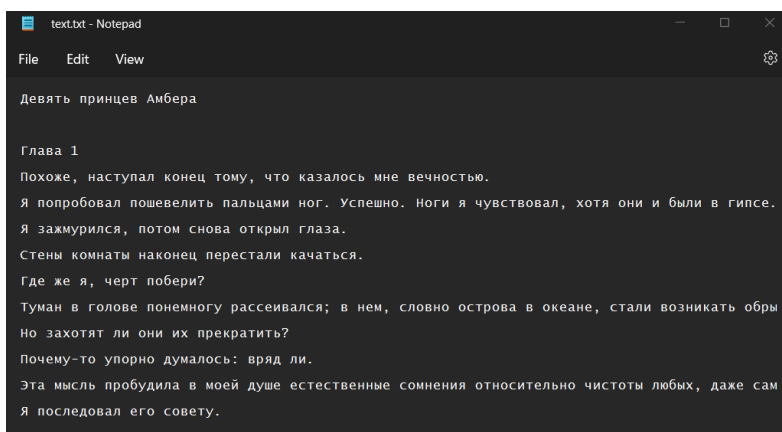 text.txt - Notepad
File Edit View
Девять принцев Амбера
Глава 1
Похоже, наступал конец тому, что казалось мне вечностью.
Я попробовал пошевелить пальцами ног. Успешно. Ноги я чувствовал, хотя они и были в гипсе.
Я зажмурился, потом снова открыл глаза.
Стены комнаты наконец перестали качаться.
Где же я, черт побери?
Туман в голове понемногу рассеивался; в нем, словно острова в океане, стали возникать обры
Но захотят ли они их прекратить?
Почему-то упорно думалось: вряд ли.
Эта мысль пробудила в моей душе естественные сомнения относительно чистоты любых, даже сам
Я последовал его совету.